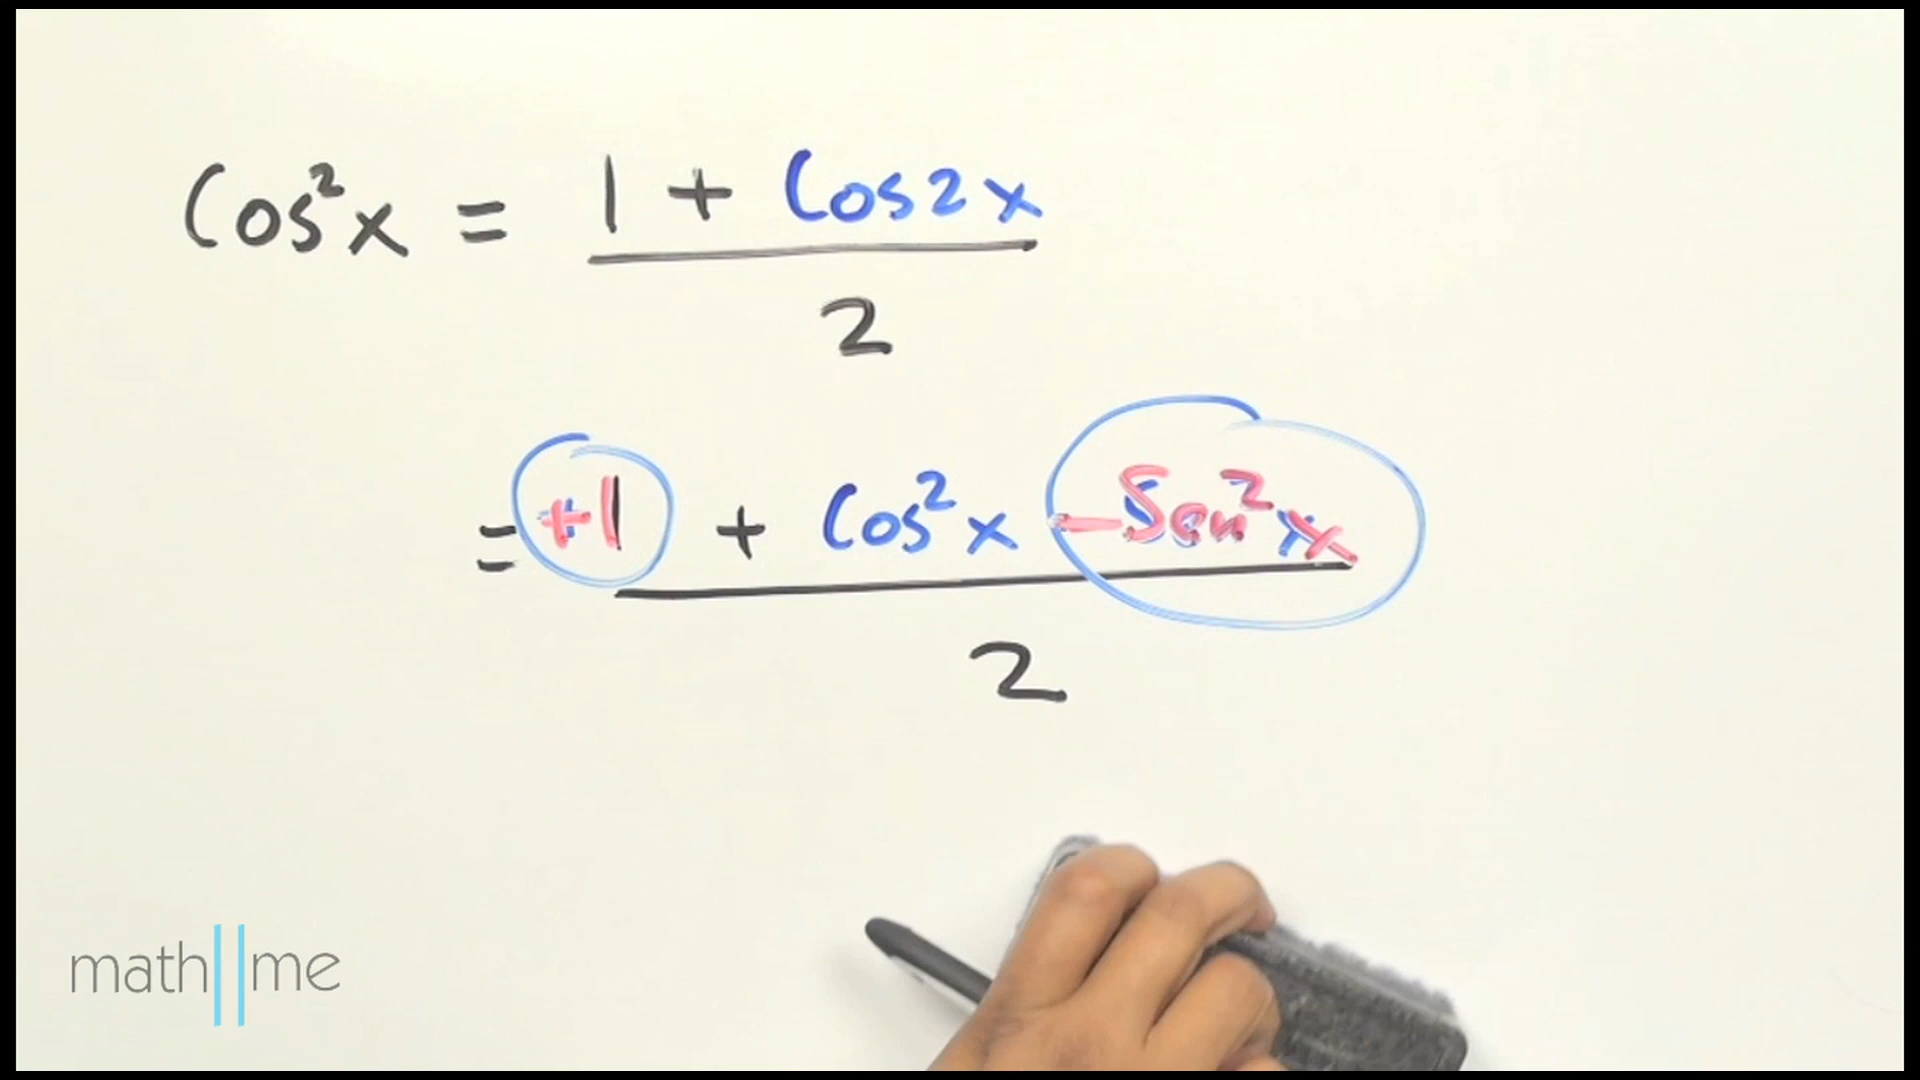 Cos²x = 1 + Cos2x
2
= +1 + Cos²x - Sen²x
2
math||me